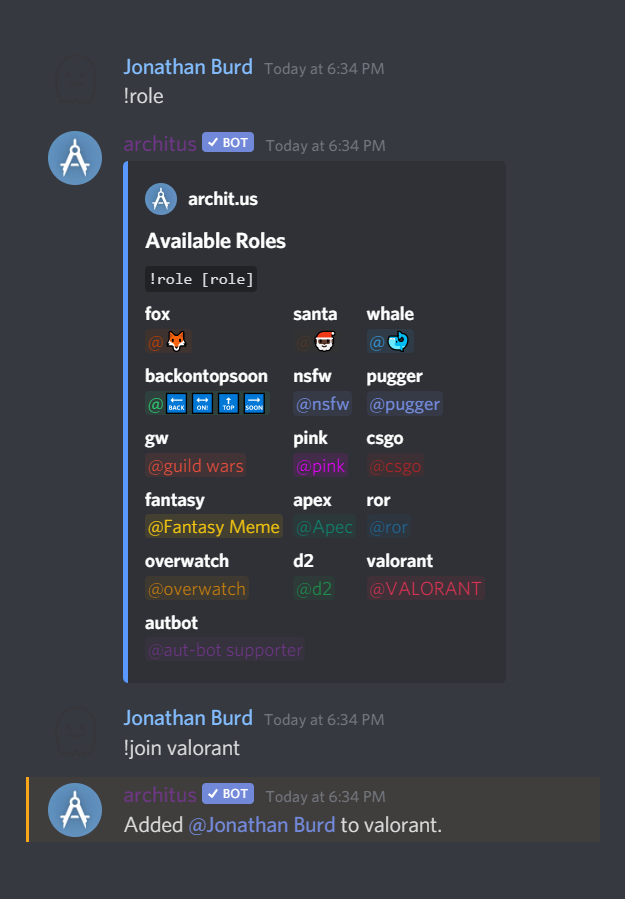 Jonathan Burd Today at 6:34 PM
!role
architus BOT Today at 6:34 PM
archit.us
Available Roles
!role [role]
fox santa whale
@🦊 @🎅🏿 @🐳
backontopsoon nsfw pugger
@🔙🔛🔝🔜 @nsfw @pugger
gw pink csgo
@guild wars @pink @csgo
fantasy apex ror
@Fantasy Meme @Apec @ror
overwatch d2 valorant
@overwatch @d2 @VALORANT
autbot
@aut-bot supporter
Jonathan Burd Today at 6:34 PM
!join valorant
architus BOT Today at 6:34 PM
Added @Jonathan Burd to valorant.